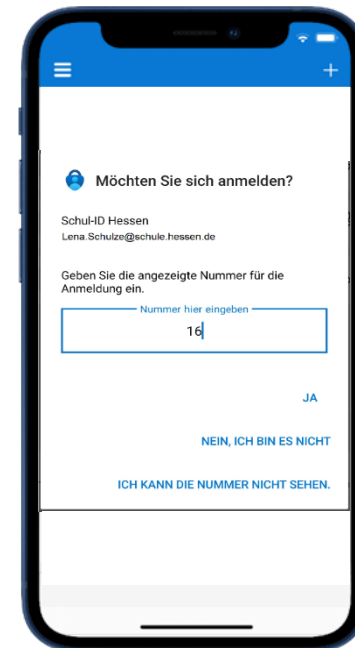 Möchten Sie sich anmelden?
Schul-ID Hessen
Lena.Schulze@schule.hessen.de
Geben Sie die angezeigte Nummer für die
Anmeldung ein.
Nummer hier eingeben
16
JA
NEIN, ICH BIN ES NICHT
ICH KANN DIE NUMMER NICHT SEHEN.